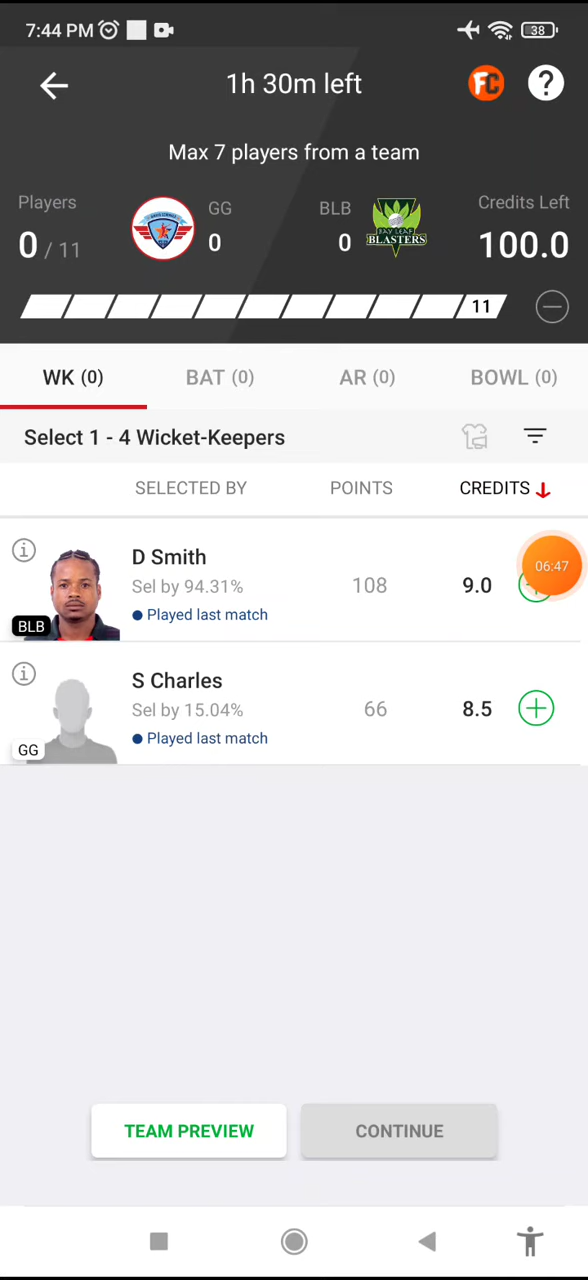 7:44 PM
38
1h 30m left
FC
?
Max 7 players from a team
Players
0 / 11
GG
0
BLB
0
BAY LEAF
BLASTERS
Credits Left
100.0
11
WK (0)
BAT (0)
AR (0)
BOWL (0)
Select 1 - 4 Wicket-Keepers
SELECTED BY
POINTS
CREDITS
D Smith
Sel by 94.31%
Played last match
108
9.0
06:47
BLB
S Charles
Sel by 15.04%
Played last match
66
8.5
GG
TEAM PREVIEW
CONTINUE